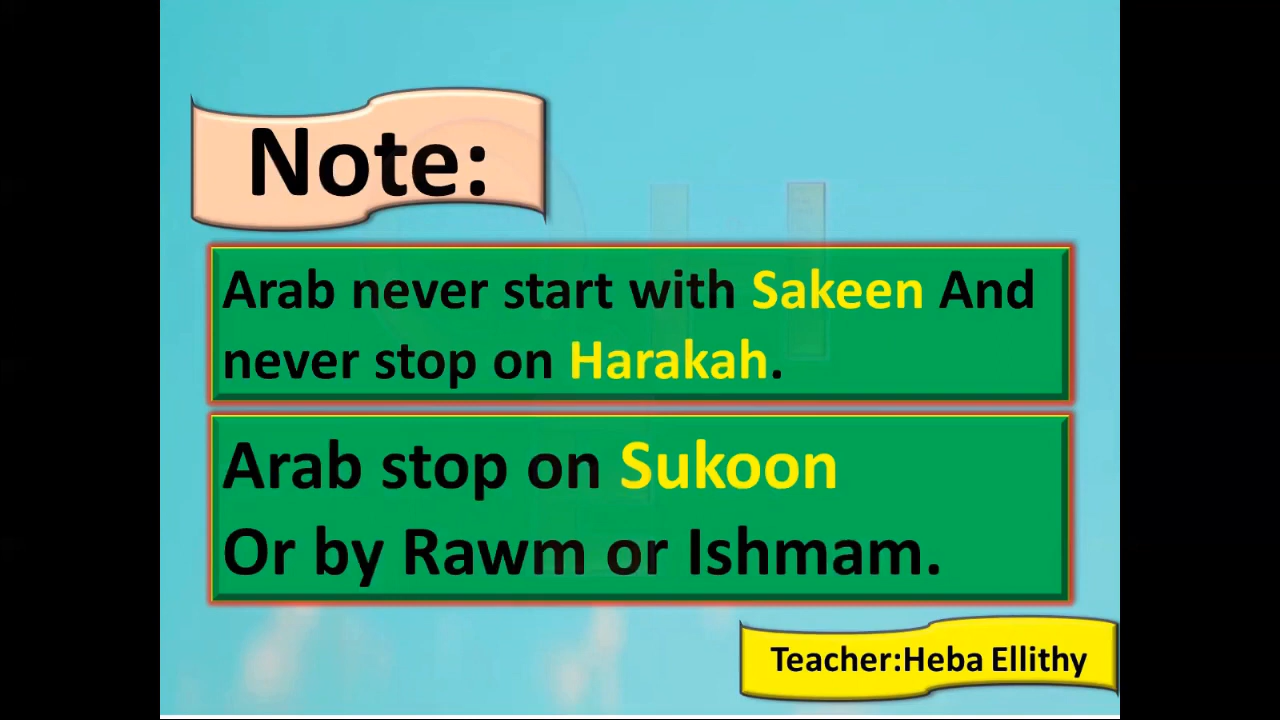 Note:
Arab never start with Sakeen And
never stop on Harakah.
Arab stop on Sukoon
Or by Rawm or Ishmam.
Teacher:Heba Ellithy